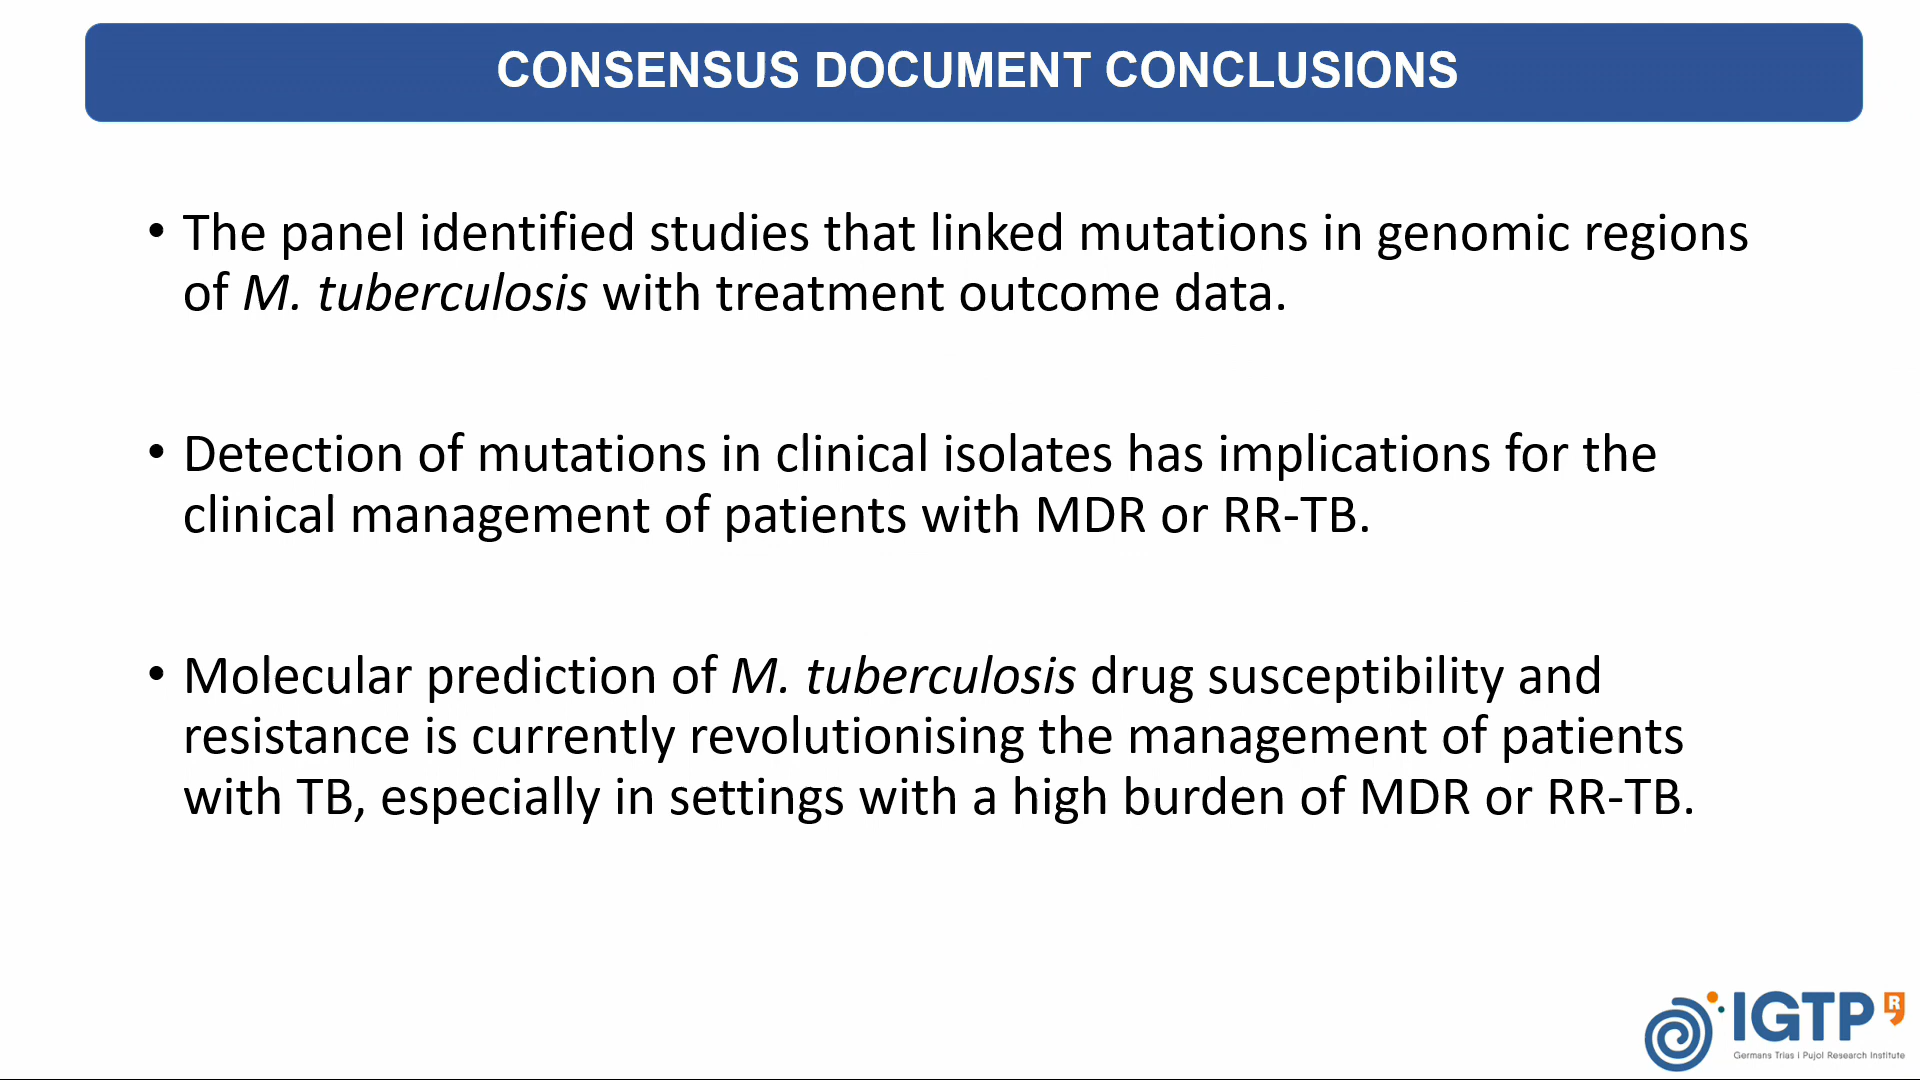 CONSENSUS DOCUMENT CONCLUSIONS
• The panel identified studies that linked mutations in genomic regions
of M. tuberculosis with treatment outcome data.
• Detection of mutations in clinical isolates has implications for the
clinical management of patients with MDR or RR-TB.
• Molecular prediction of M. tuberculosis drug susceptibility and
resistance is currently revolutionising the management of patients
with TB, especially in settings with a high burden of MDR or RR-TB.
IGTP R
Germans Trias i Pujol Research Institute